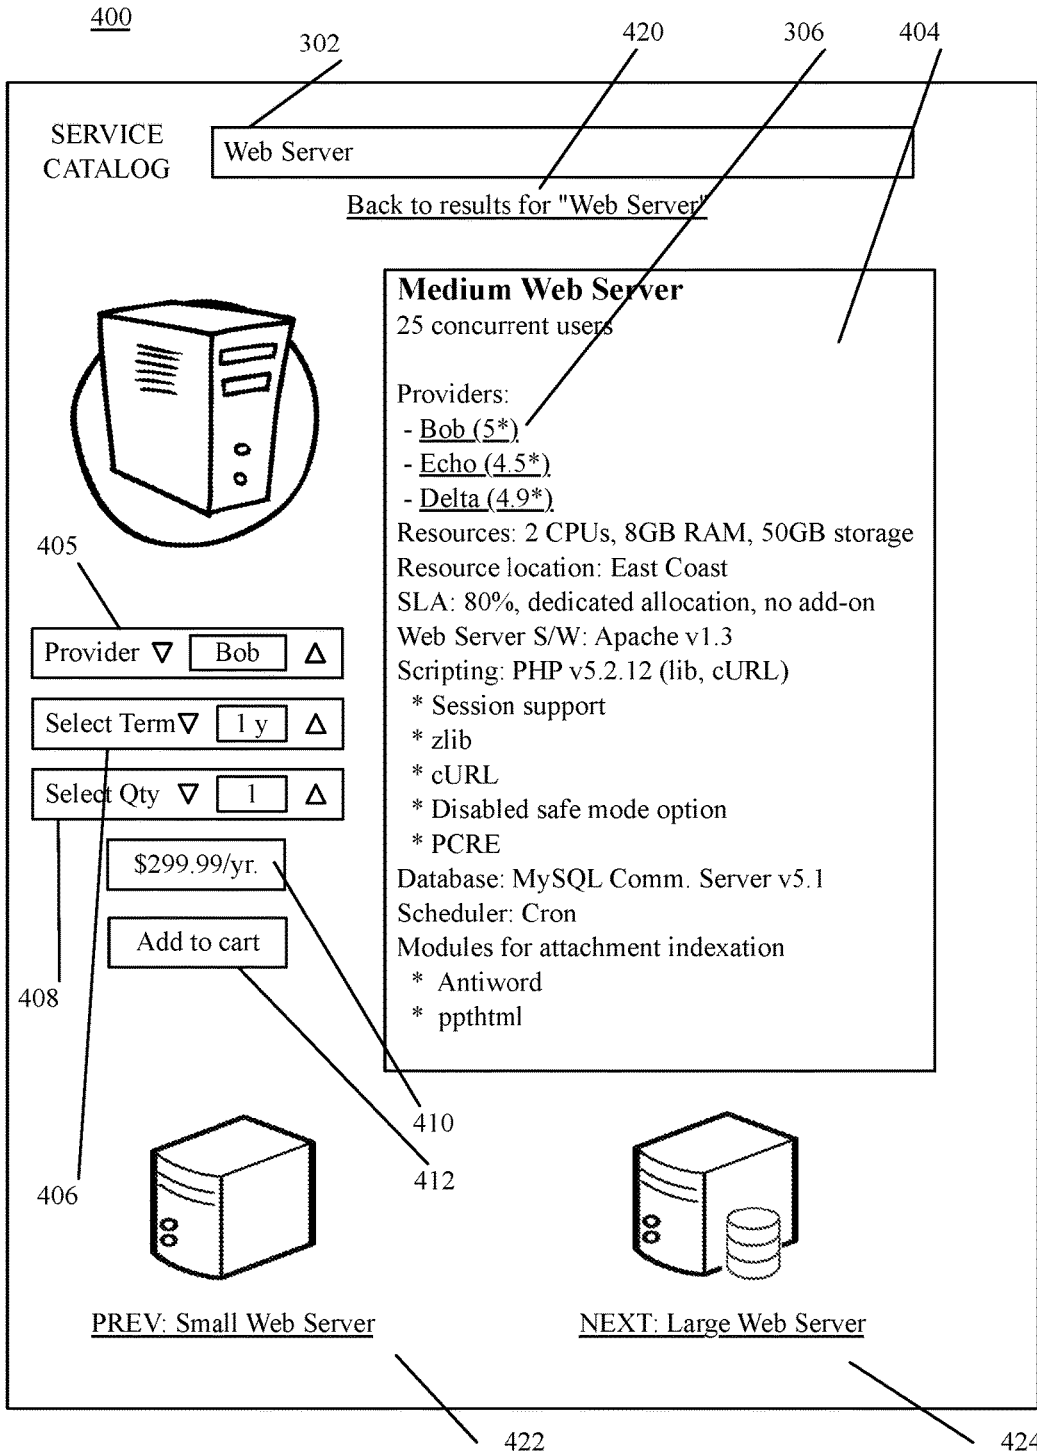 400
302
420
306
404
SERVICE
CATALOG
Web Server
Back to results for "Web Server"
Medium Web Server
25 concurrent users
Providers:
- Bob (5*)
- Echo (4.5*)
- Delta (4.9*)
Resources: 2 CPUs, 8GB RAM, 50GB storage
Resource location: East Coast
SLA: 80%, dedicated allocation, no add-on
Web Server S/W: Apache v1.3
Scripting: PHP v5.2.12 (lib, cURL)
* Session support
* zlib
* cURL
* Disabled safe mode option
* PCRE
Database: MySQL Comm. Server v5.1
Scheduler: Cron
Modules for attachment indexation
* Antiword
* ppthtml
405
Provider ▽ Bob △
Select Term ▽ 1 y △
Select Qty ▽ 1 △
$299.99/yr.
Add to cart
408
410
412
406
PREV: Small Web Server
NEXT: Large Web Server
422
424